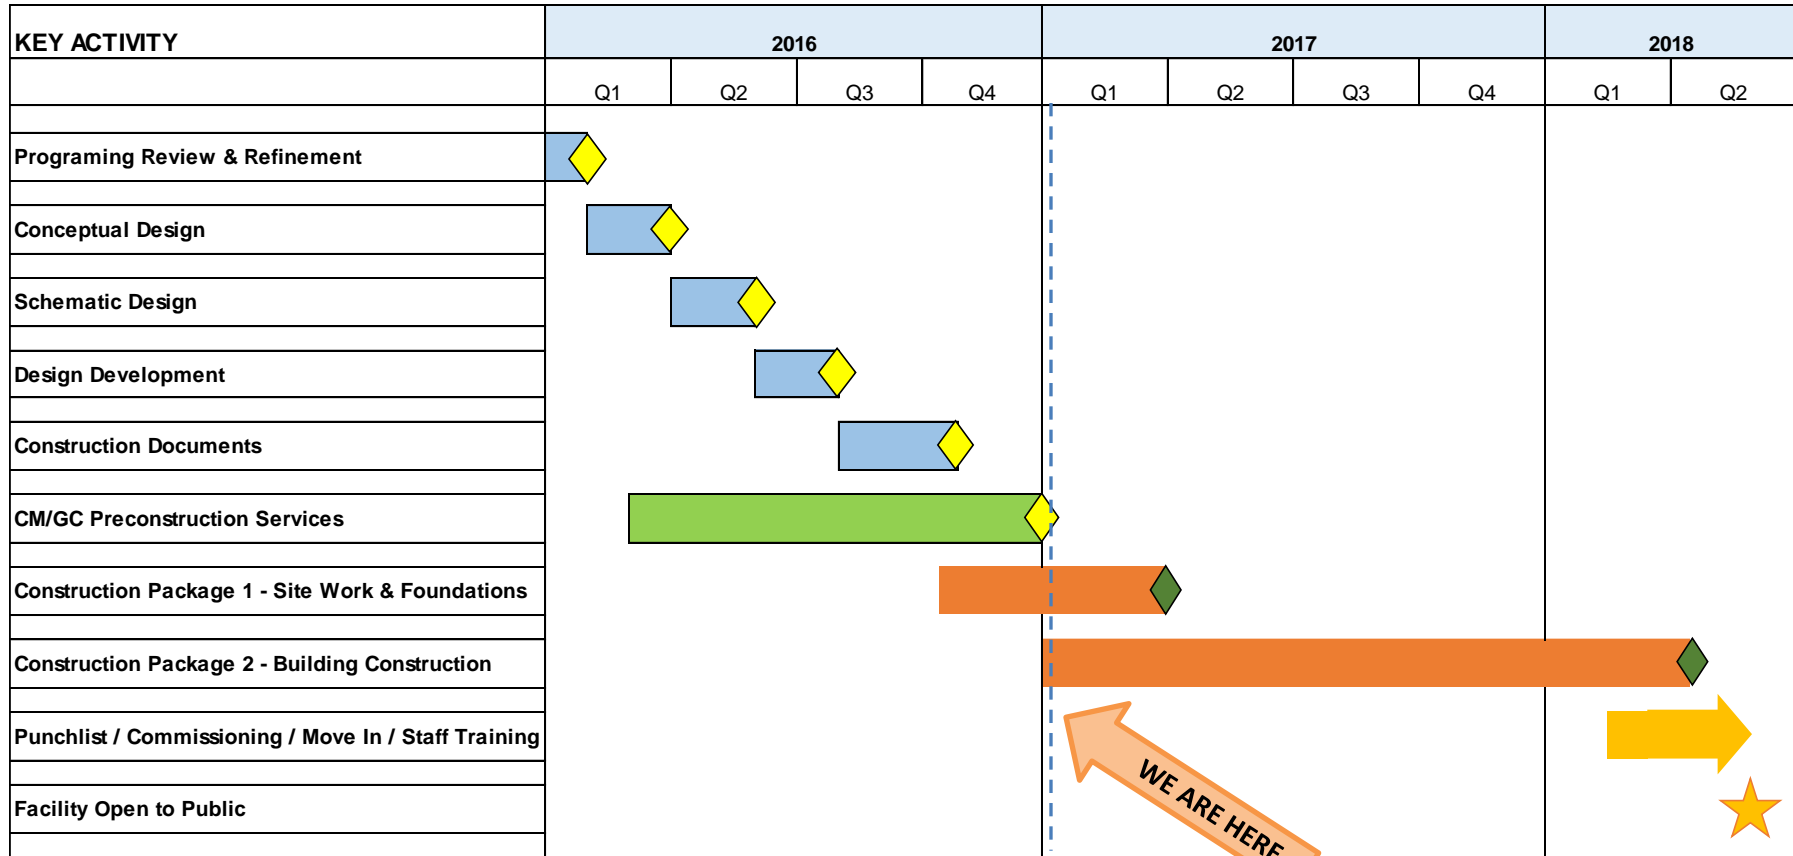 KEY ACTIVITY 2016 2017 2018
Q1 Q2 Q3 Q4 Q1 Q2 Q3 Q4 Q1 Q2
Programing Review & Refinement
Conceptual Design
Schematic Design
Design Development
Construction Documents
CM/GC Preconstruction Services
Construction Package 1 - Site Work & Foundations
Construction Package 2 - Building Construction
Punchlist / Commissioning / Move In / Staff Training
WE ARE HERE
Facility Open to Public